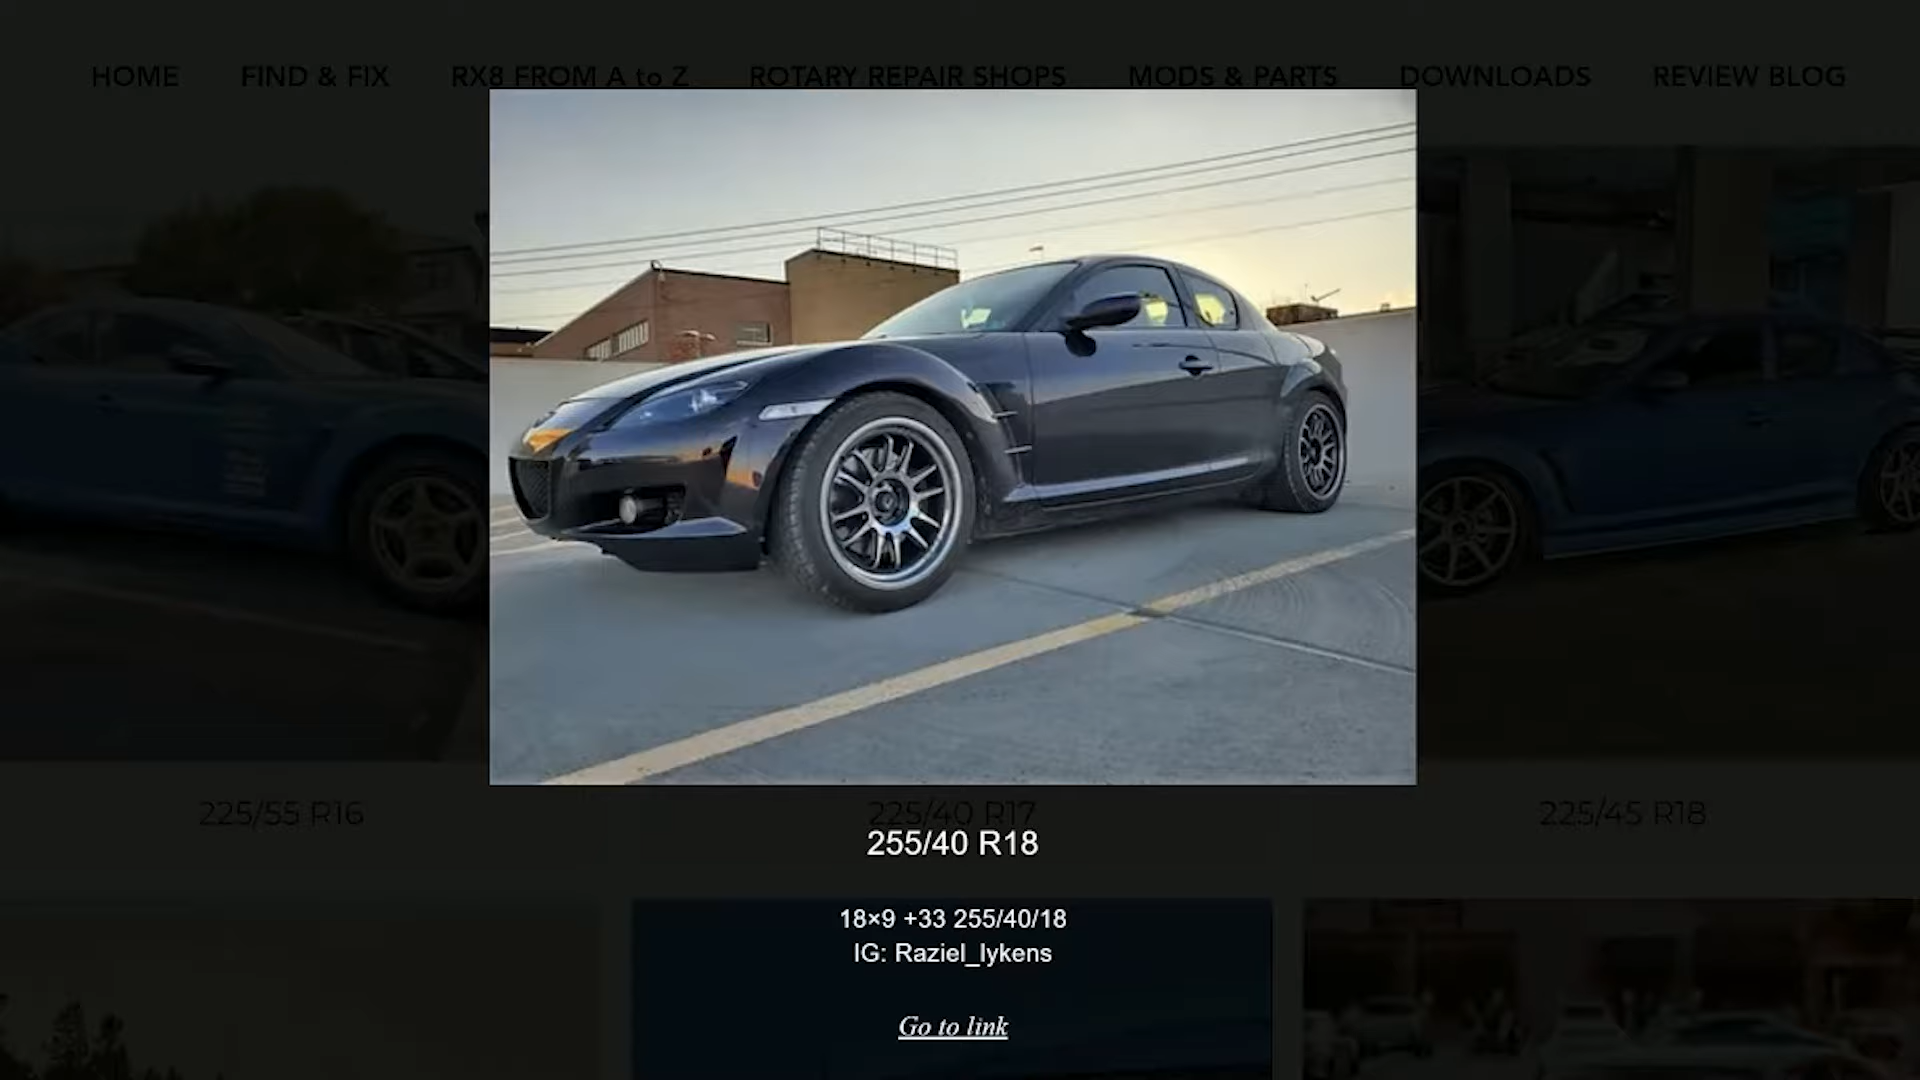 HOME FIND & FIX RX8 FROM A to Z ROTARY REPAIR SHOPS MODS & PARTS DOWNLOADS REVIEW BLOG
225/55 R16 225/40 R17 225/45 R18
255/40 R18
18×9 +33 255/40/18
IG: Raziel_lykens
Go to link